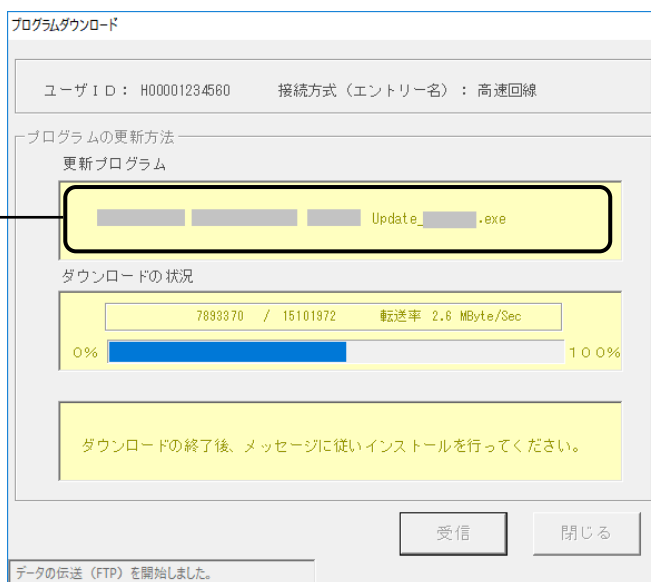 プログラムダウンロード
ユーザID： H00001234560 接続方式（エントリー名）： 高速回線
プログラムの更新方法
更新プログラム
Update_ .exe
ダウンロードの状況
7893370 / 15101972 転送率 2.6 MByte/Sec
0% 100%
ダウンロードの終了後、メッセージに従いインストールを行ってください。
受信 閉じる
データの伝送（FTP）を開始しました。